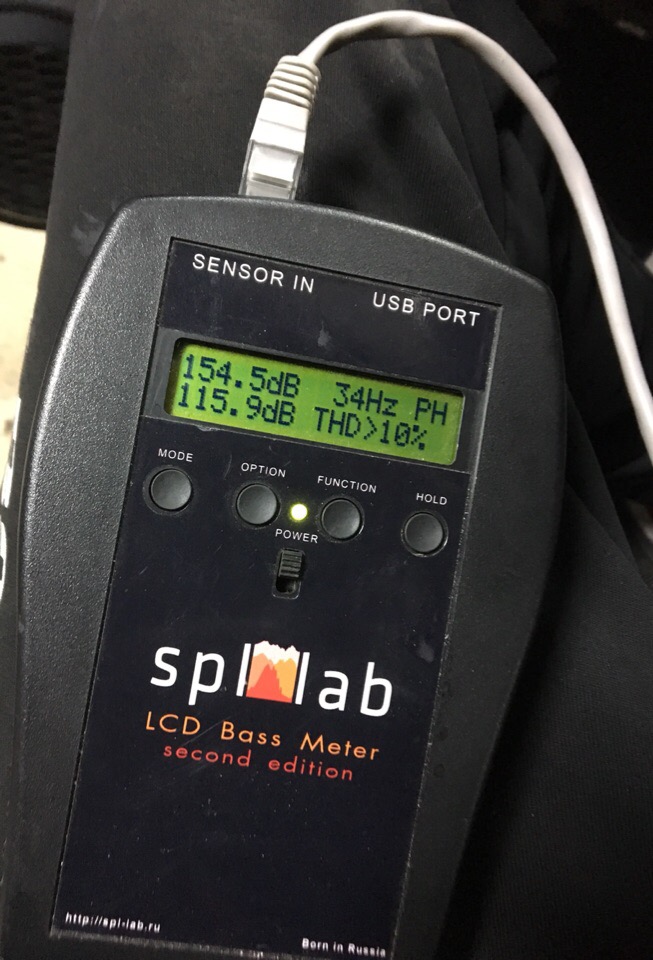 SENSOR IN
USB PORT
154.5dB 34Hz PH
115.9dB THD>10%
MODE
OPTION
FUNCTION
HOLD
POWER
spl lab
LCD Bass Meter
second edition
http://spl-lab.ru
Born in Russia